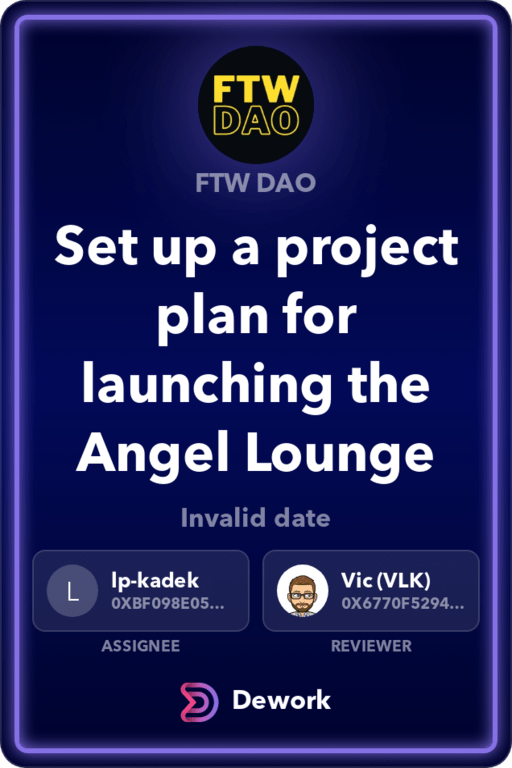 FTW
DAO
FTW DAO
Set up a project
plan for
launching the
Angel Lounge
Invalid date
L
lp-kadek
0XBF098E05...
Vic (VLK)
0X6770F5294...
ASSIGNEE
REVIEWER
Dework